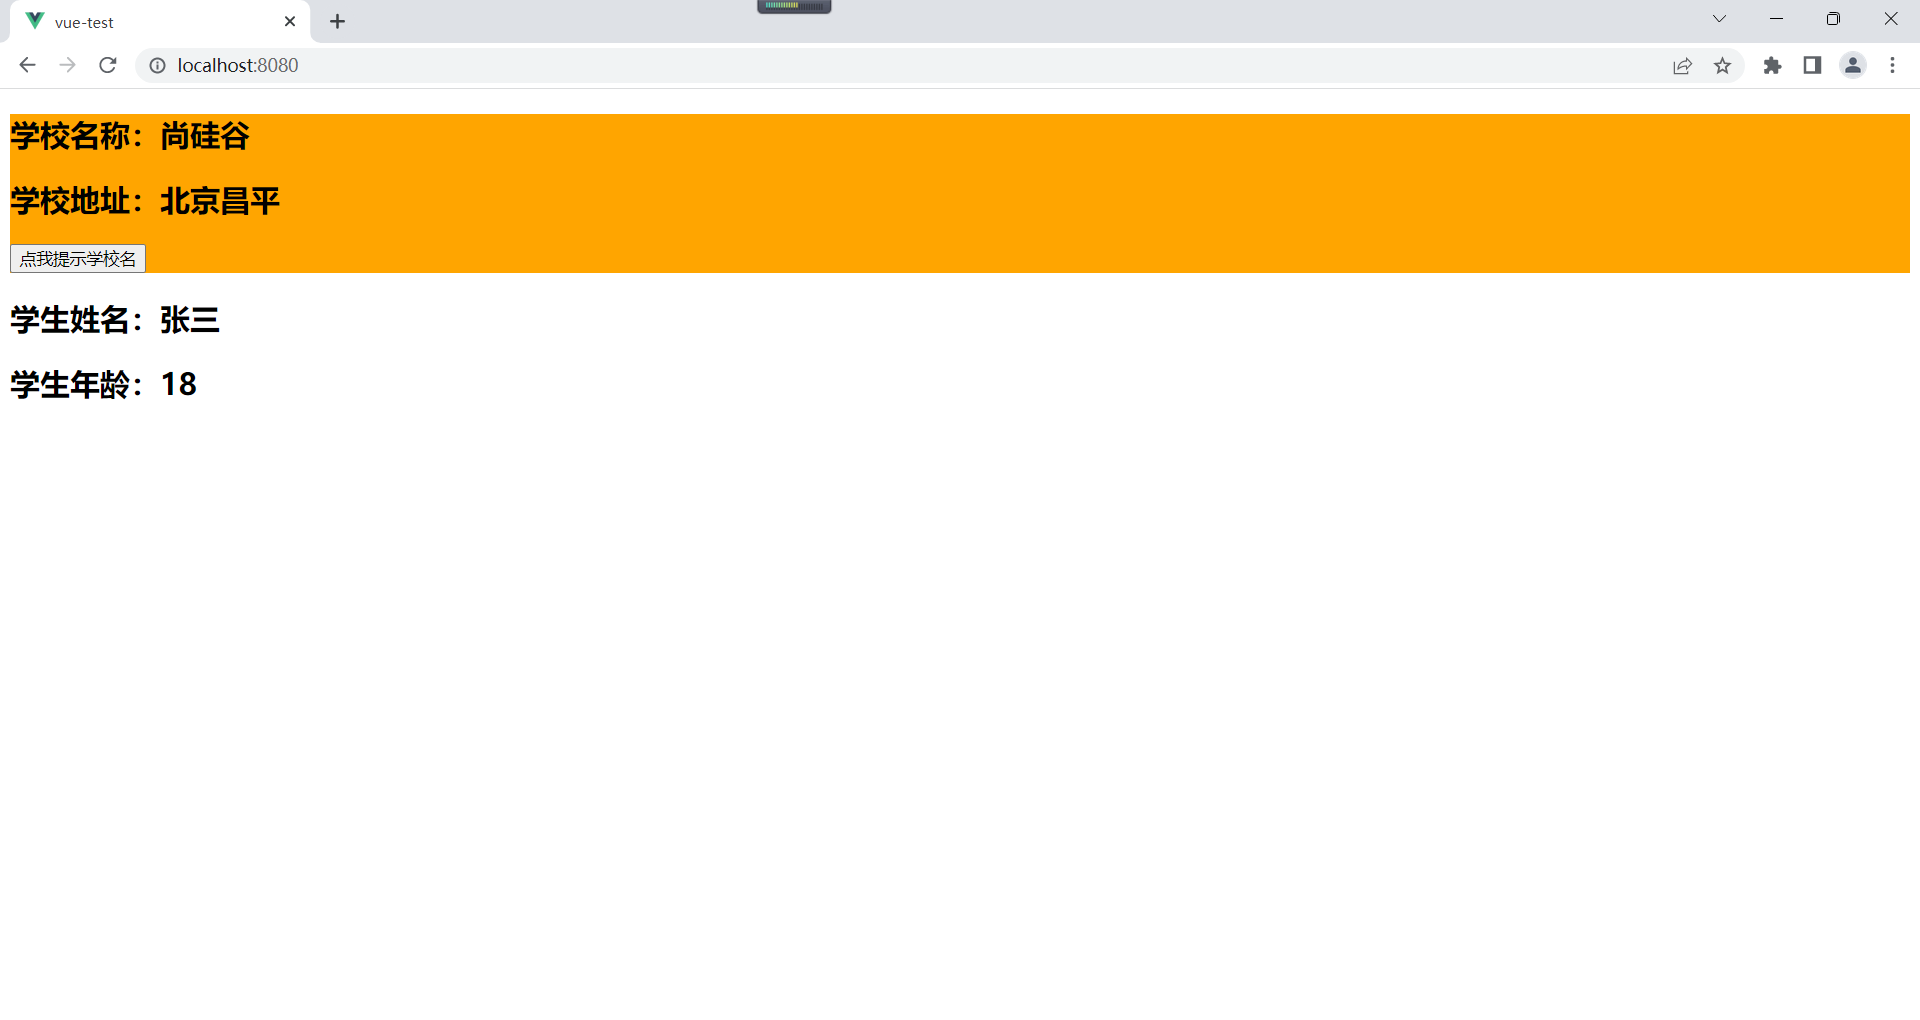 vue-test
localhost:8080
学校名称：尚硅谷
学校地址：北京昌平
点我提示学校名
学生姓名：张三
学生年龄：18